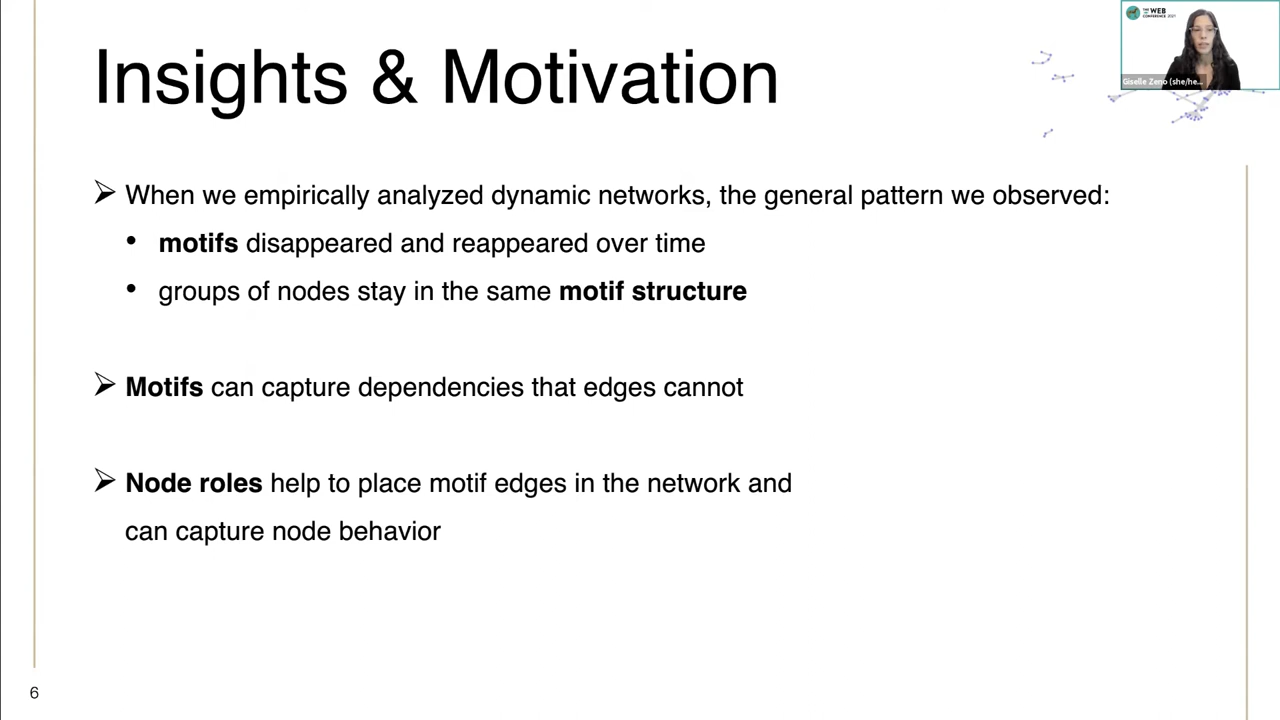 Insights & Motivation
THE WEB
CONFERENCE 2021
Giselle Zeno (she/he...
➢ When we empirically analyzed dynamic networks, the general pattern we observed:
• motifs disappeared and reappeared over time
• groups of nodes stay in the same motif structure
➢ Motifs can capture dependencies that edges cannot
➢ Node roles help to place motif edges in the network and
can capture node behavior
6